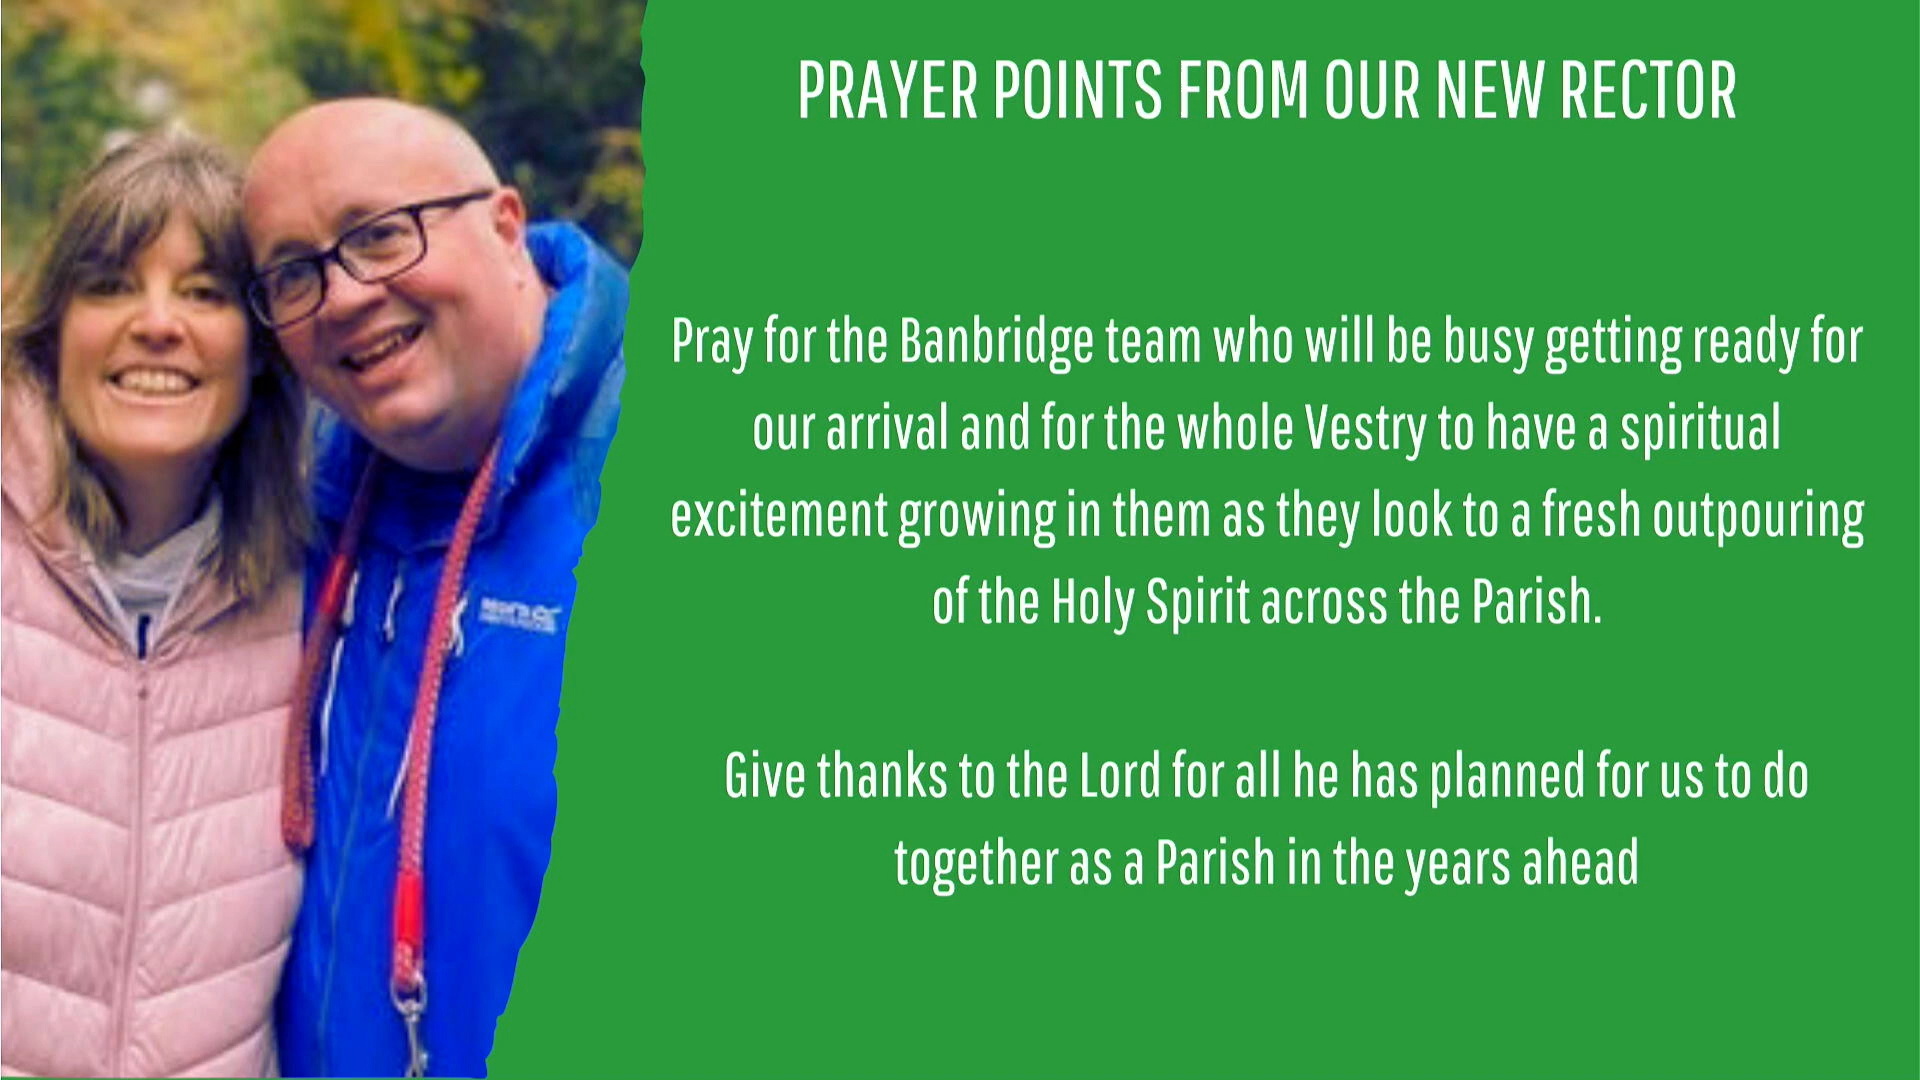 PRAYER POINTS FROM OUR NEW RECTOR
Pray for the Banbridge team who will be busy getting ready for
our arrival and for the whole Vestry to have a spiritual
excitement growing in them as they look to a fresh outpouring
of the Holy Spirit across the Parish.
Give thanks to the Lord for all he has planned for us to do
together as a Parish in the years ahead